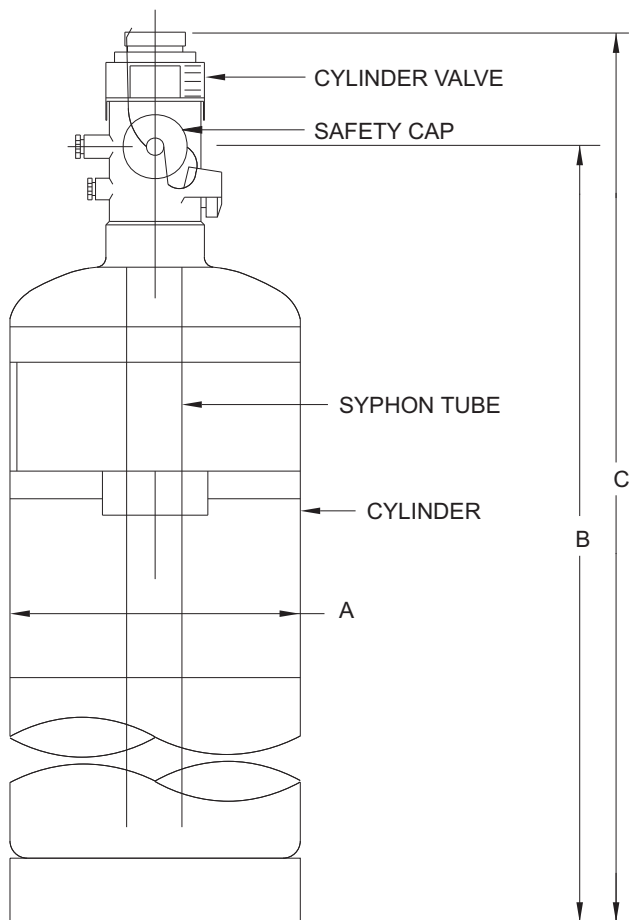 CYLINDER VALVE
SAFETY CAP
SYPHON TUBE
C
CYLINDER
B
A